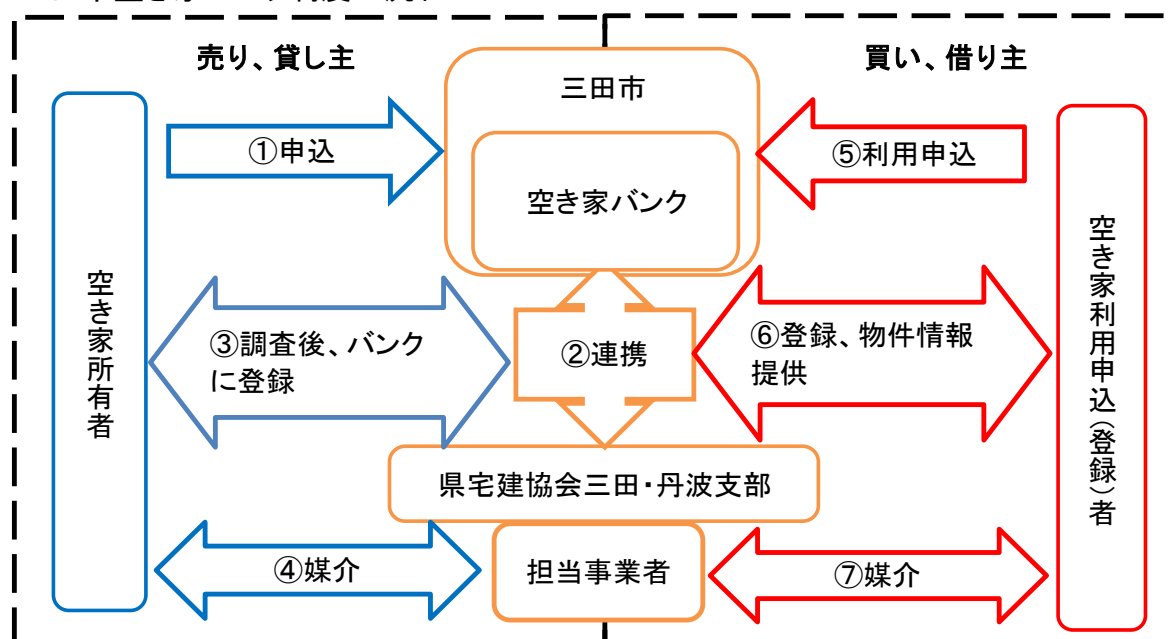 売り、貸し主
買い、借り主
三田市
空き家バンク
①申込
⑤利用申込
空き家所有者
空き家利用申込(登録)者
③調査後、バンク
に登録
②連携
⑥登録、物件情報
提供
県宅建協会三田・丹波支部
④媒介
担当事業者
⑦媒介